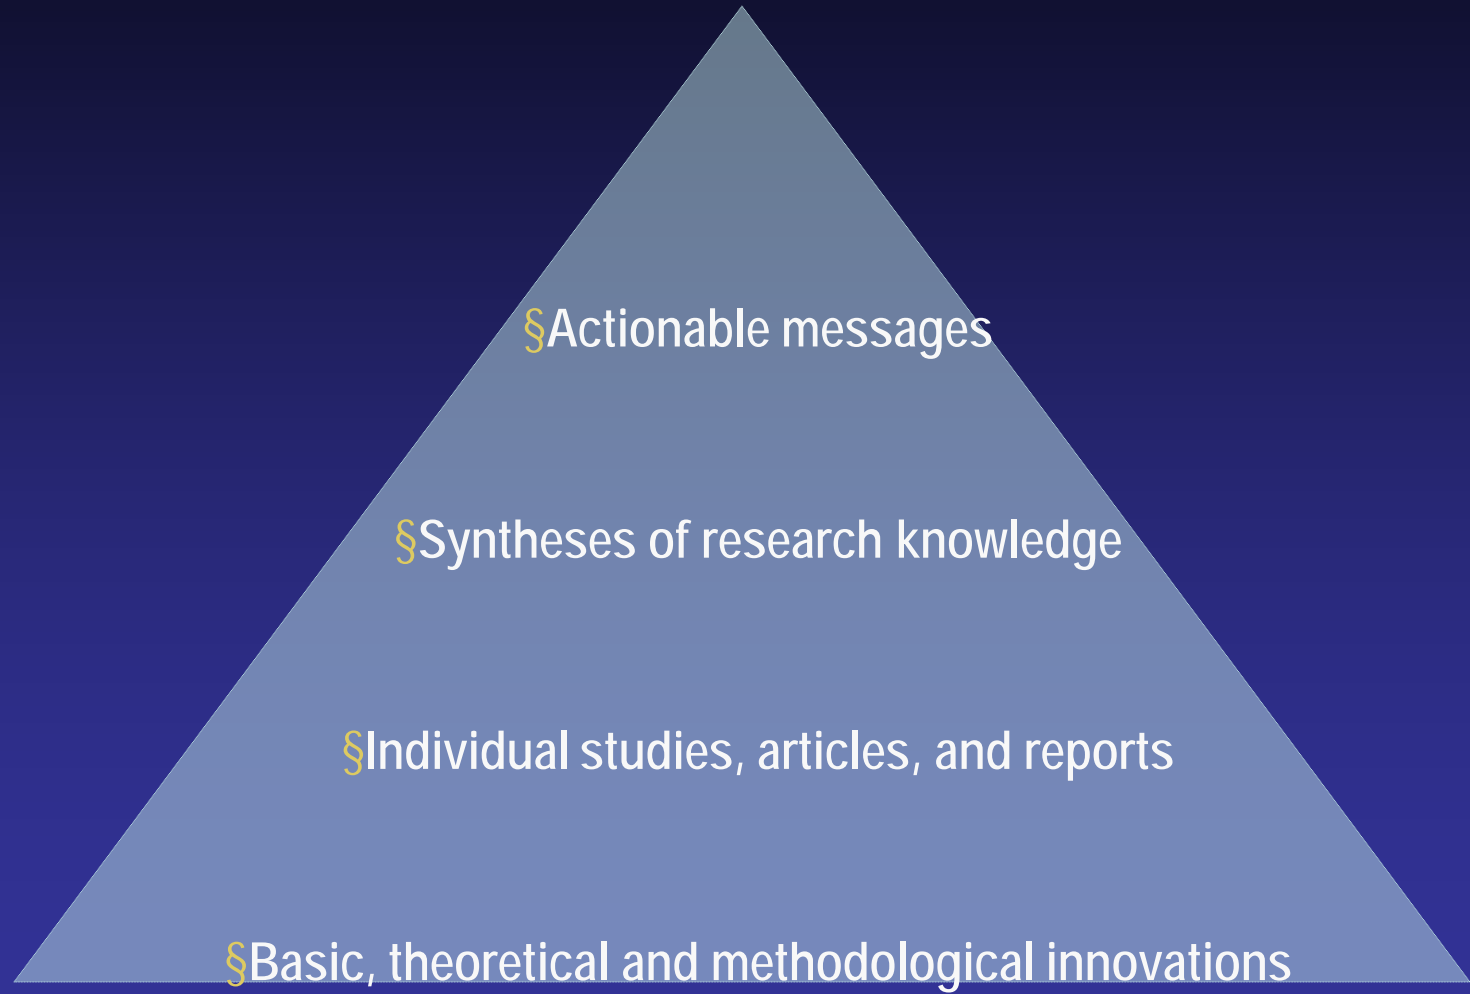 §Actionable messages
§Syntheses of research knowledge
§Individual studies, articles, and reports
§Basic, theoretical and methodological innovations